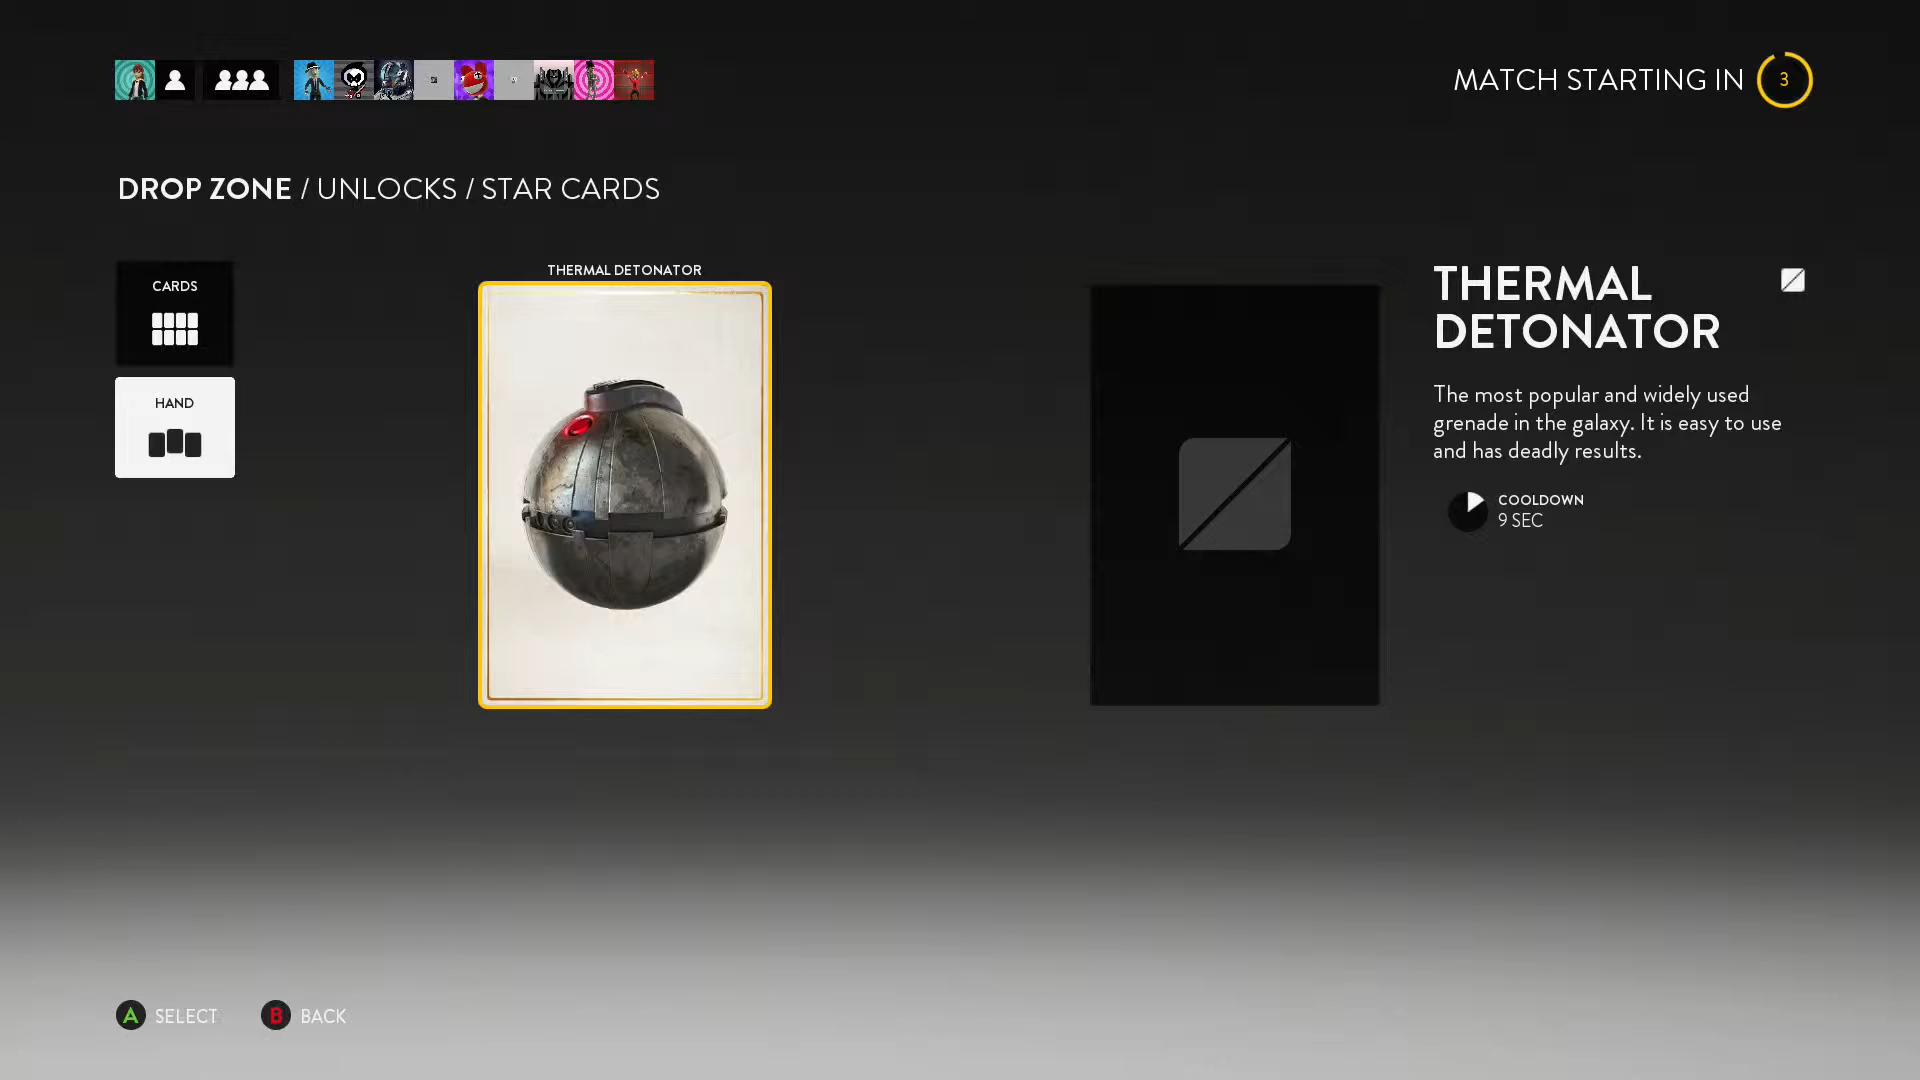 MATCH STARTING IN 3
DROP ZONE / UNLOCKS / STAR CARDS
CARDS
HAND
THERMAL DETONATOR
THERMAL
DETONATOR
The most popular and widely used
grenade in the galaxy. It is easy to use
and has deadly results.
COOLDOWN
9 SEC
A SELECT B BACK